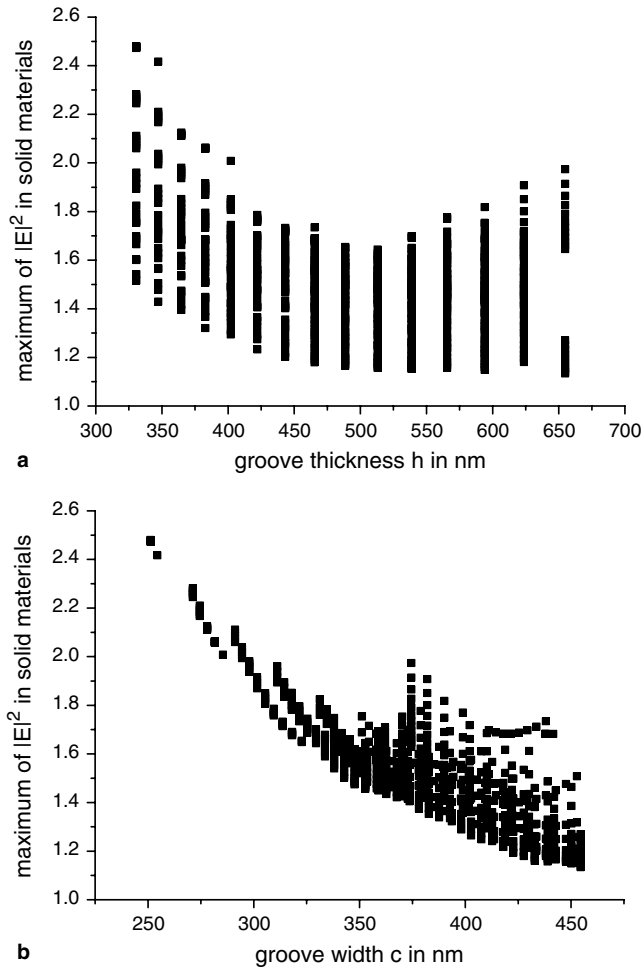 2.6
2.4
2.2
2.0
1.8
1.6
1.4
1.2
1.0
maximum of |E|² in solid materials
300 350 400 450 500 550 600 650 700
a
groove thickness h in nm
2.6
2.4
2.2
2.0
1.8
1.6
1.4
1.2
1.0
maximum of |E|² in solid materials
250 300 350 400 450
b
groove width c in nm